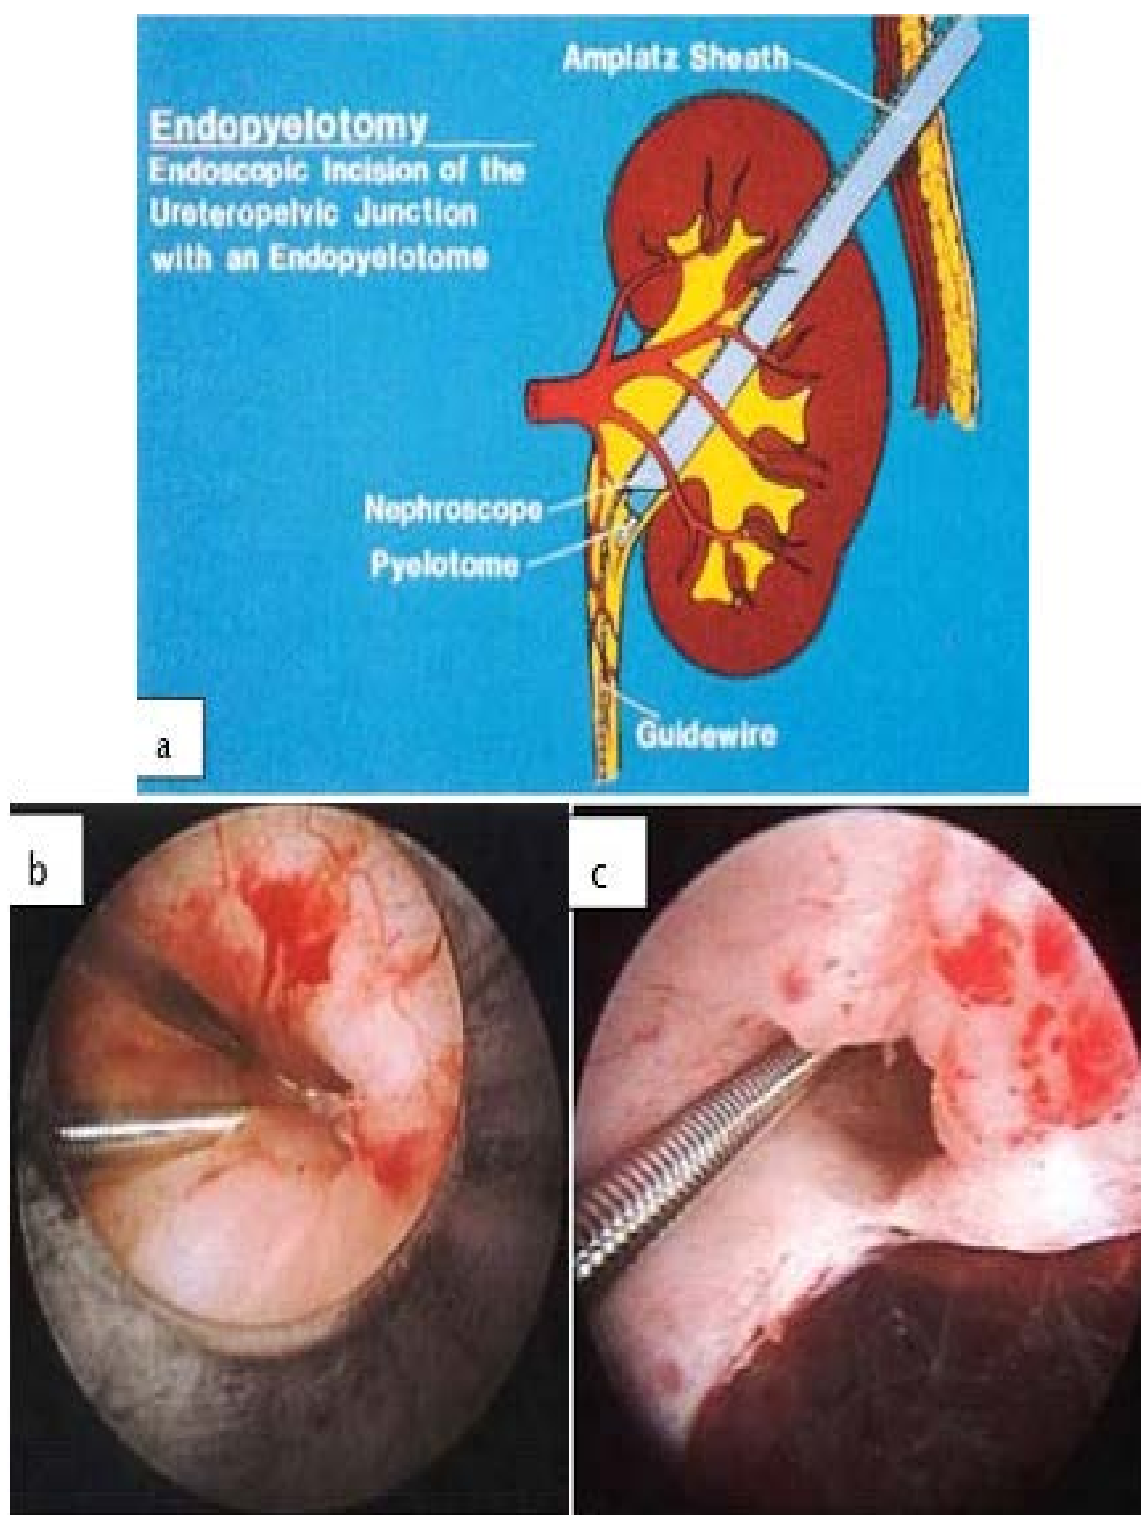 Amplatz Sheath
Endopyelotomy
Endoscopic Incision of the
Ureteropelvic Junction
with an Endopyelotome
Nephroscope
Pyelotome
Guidewire
a
b
c